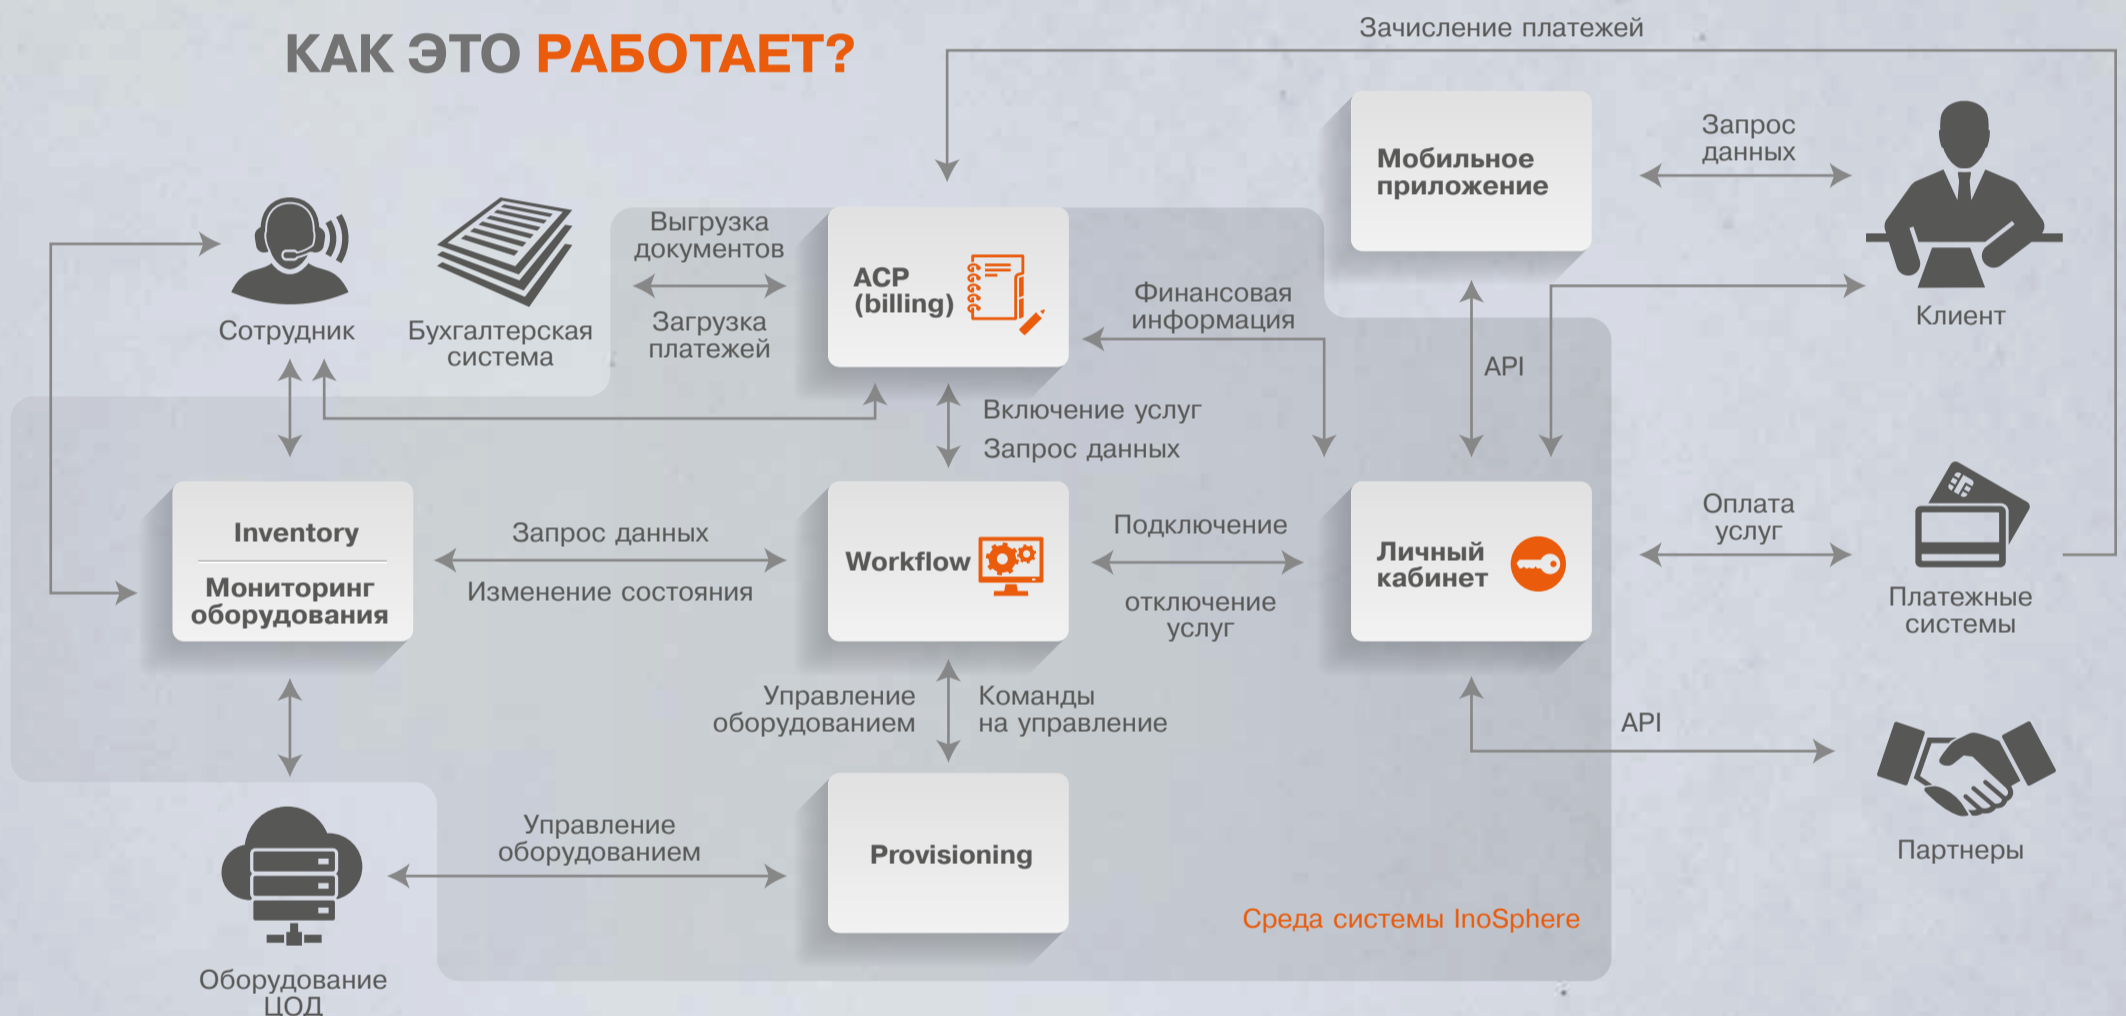 Зачисление платежей
КАК ЭТО РАБОТАЕТ?
Мобильное
приложение
Запрос
данных
Клиент
Сотрудник
Бухгалтерская
система
Выгрузка
документов
Загрузка
платежей
ACP
(billing)
Финансовая
информация
API
Включение услуг
Запрос данных
Inventory
Мониторинг
оборудования
Запрос данных
Изменение состояния
Workflow
Подключение
отключение
услуг
Личный
кабинет
Оплата
услуг
Платежные
системы
Управление
оборудованием
Команды
на управление
API
Партнеры
Управление
оборудованием
Provisioning
Среда системы InoSphere
Оборудование
ЦОД